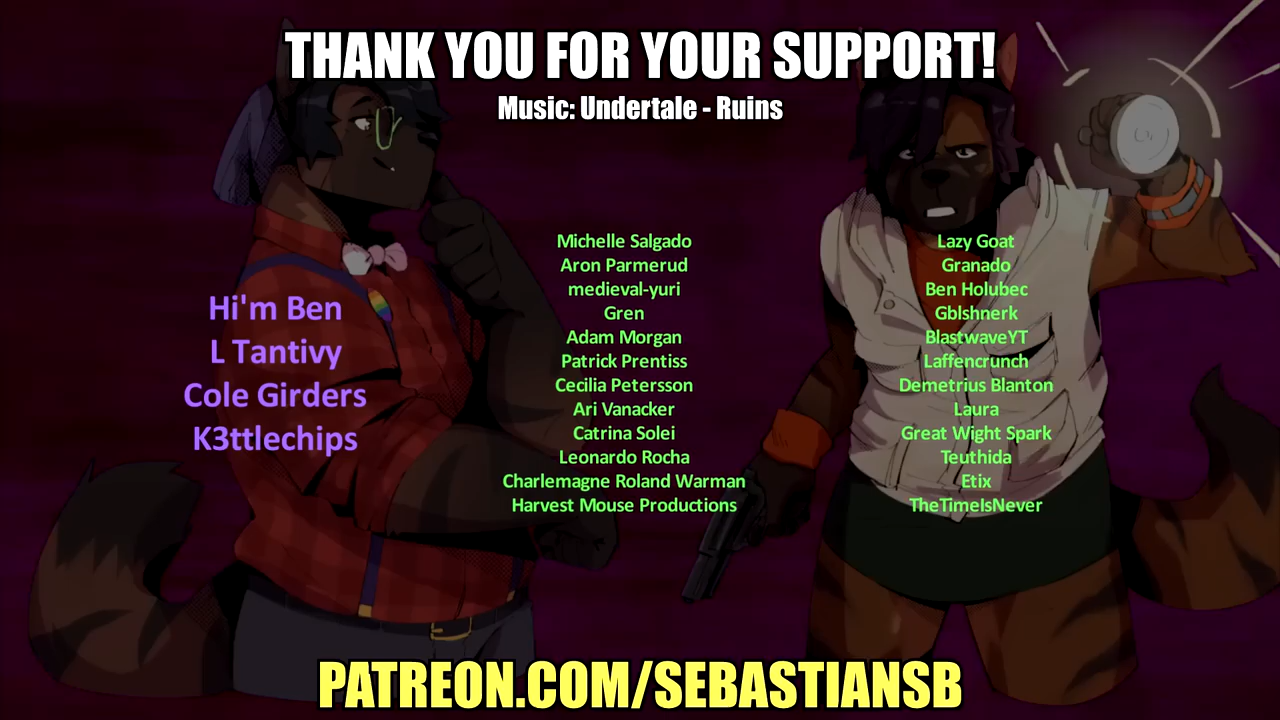 THANK YOU FOR YOUR SUPPORT!
Music: Undertale - Ruins
Hi'm Ben
L Tantivy
Cole Girders
K3ttlechips
Michelle Salgado
Aron Parmerud
medieval-yuri
Gren
Adam Morgan
Patrick Prentiss
Cecilia Petersson
Ari Vanacker
Catrina Solei
Leonardo Rocha
Charlemagne Roland Warman
Harvest Mouse Productions
Lazy Goat
Granado
Ben Holubec
Gblshnerk
BlastwaveYT
Laffencrunch
Demetrius Blanton
Laura
Great Wight Spark
Teuthida
Etix
TheTimeIsNever
PATREON.COM/SEBASTIANSB